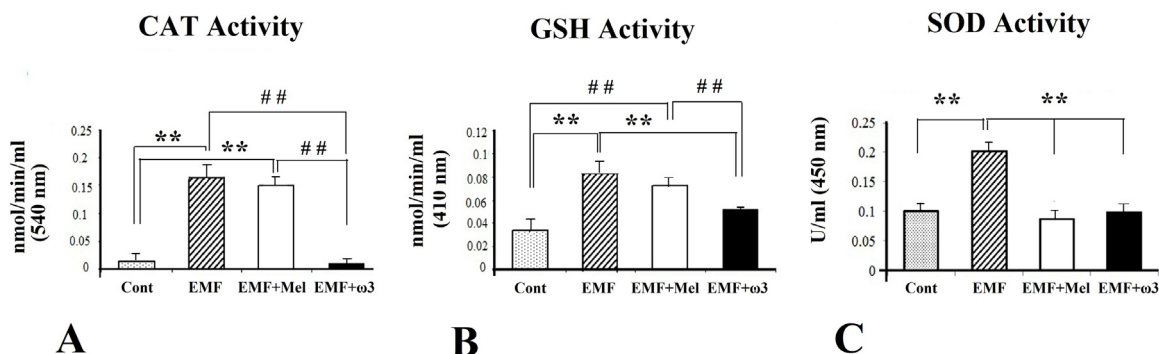 CAT Activity
nmol/min/ml
(540 nm)
0.25
0.2
0.15
0.1
0.05
0
**
**
##
##
Cont EMF EMF+Mel EMF+ω3
A
GSH Activity
nmol/min/ml
(410 nm)
0.12
0.1
0.08
0.06
0.04
0.02
0
##
##
**
**
Cont EMF EMF+Mel EMF+ω3
B
SOD Activity
U/ml (450 nm)
0.25
0.2
0.15
0.1
0.05
0
**
**
Cont EMF EMF+Mel EMF+ω3
C